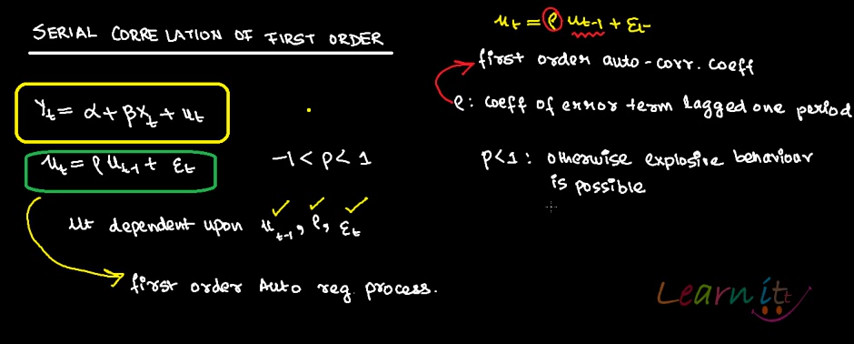 SERIAL CORRELATION OF FIRST ORDER
Yt = α + βXt + ut
ut = ρ ut-1 + εt
-1 < ρ < 1
ut dependent upon ut-1, ρ, εt
first order Auto reg. process.
ut = ρ ut-1 + εt
first order auto-corr. coeff
ρ: coeff of error term lagged one period
ρ<1: otherwise explosive behaviour
is possible
Learnitt